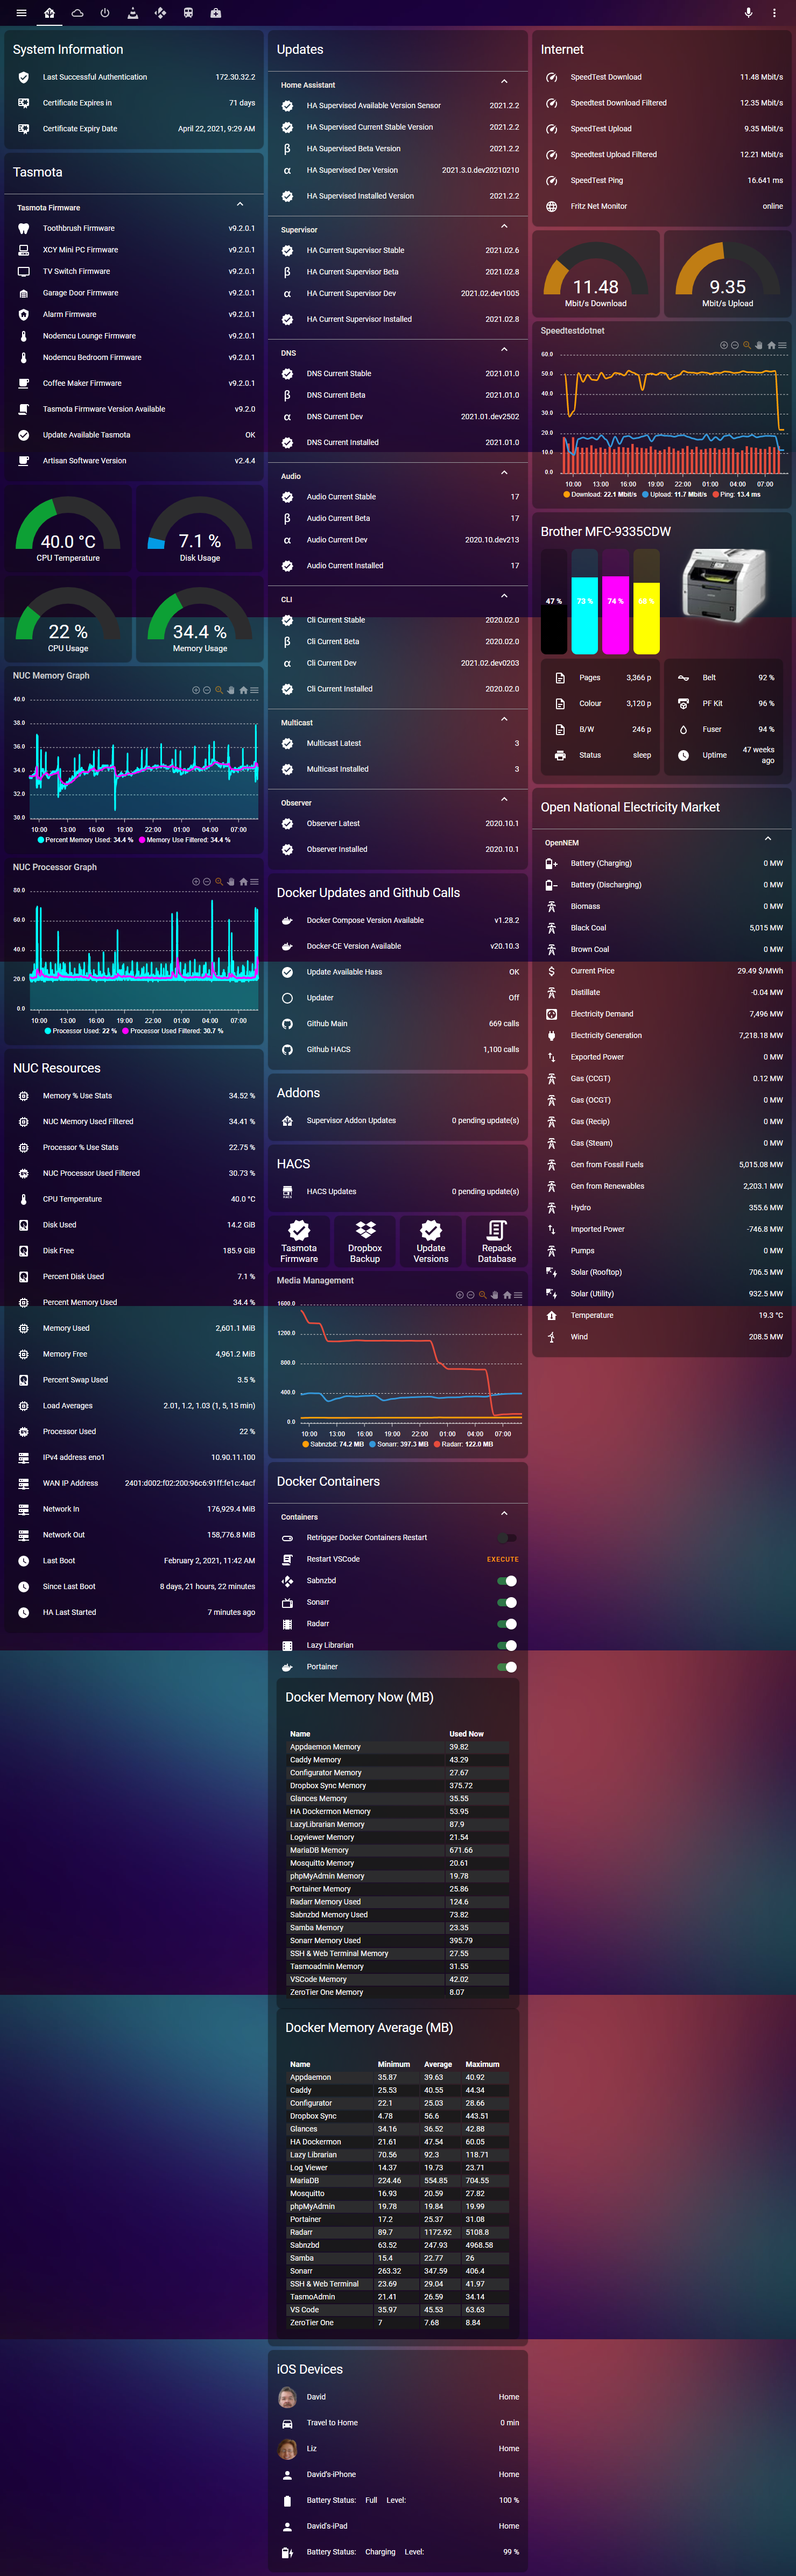 System Information
Last Successful Authentication 172.30.32.2
Certificate Expires in 71 days
Certificate Expiry Date April 22, 2021, 9:29 AM
Tasmota
Tasmota Firmware
Toothbrush Firmware v9.2.0.1
XCY Mini PC Firmware v9.2.0.1
TV Switch Firmware v9.2.0.1
Garage Door Firmware v9.2.0.1
Alarm Firmware v9.2.0.1
Nodemcu Lounge Firmware v9.2.0.1
Nodemcu Bedroom Firmware v9.2.0.1
Coffee Maker Firmware v9.2.0.1
Tasmota Firmware Version Available v9.2.0
Update Available Tasmota OK
Artisan Software Version v2.4.4
40.0 °C
CPU Temperature
7.1 %
Disk Usage
22 %
CPU Usage
34.4 %
Memory Usage
NUC Memory Graph
40.0
38.0
36.0
34.0
32.0
30.0
10:00 13:00 16:00 19:00 22:00 01:00 04:00 07:00
Percent Memory Used: 34.4 % Memory Use Filtered: 34.4 %
NUC Processor Graph
80.0
60.0
40.0
20.0
0.0
10:00 13:00 16:00 19:00 22:00 01:00 04:00 07:00
Processor Used: 22 % Processor Used Filtered: 30.7 %
NUC Resources
Memory % Use Stats 34.52 %
NUC Memory Used Filtered 34.41 %
Processor % Use Stats 22.75 %
NUC Processor Used Filtered 30.73 %
CPU Temperature 40.0 °C
Disk Used 14.2 GiB
Disk Free 185.9 GiB
Percent Disk Used 7.1 %
Percent Memory Used 34.4 %
Memory Used 2,601.1 MiB
Memory Free 4,961.2 MiB
Percent Swap Used 3.5 %
Load Averages 2.01, 1.2, 1.03 (1, 5, 15 min)
Processor Used 22 %
IPv4 address eno1 10.90.11.100
WAN IP Address 2401:d002:f02:200:96c6:91ff:fe1c:4acf
Network In 176,929.4 MiB
Network Out 158,776.8 MiB
Last Boot February 2, 2021, 11:42 AM
Since Last Boot 8 days, 21 hours, 22 minutes
HA Last Started 7 minutes ago
Updates
Home Assistant
HA Supervised Available Version Sensor 2021.2.2
HA Supervised Current Stable Version 2021.2.2
β HA Supervised Beta Version 2021.2.2
α HA Supervised Dev Version 2021.3.0.dev20210210
HA Supervised Installed Version 2021.2.2
Supervisor
HA Current Supervisor Stable 2021.02.6
β HA Current Supervisor Beta 2021.02.8
α HA Current Supervisor Dev 2021.02.dev1005
HA Current Supervisor Installed 2021.02.8
DNS
DNS Current Stable 2021.01.0
β DNS Current Beta 2021.01.0
α DNS Current Dev 2021.01.dev2502
DNS Current Installed 2021.01.0
Audio
Audio Current Stable 17
β Audio Current Beta 17
α Audio Current Dev 2020.10.dev213
Audio Current Installed 17
CLI
Cli Current Stable 2020.02.0
β Cli Current Beta 2020.02.0
α Cli Current Dev 2021.02.dev0203
Cli Current Installed 2020.02.0
Multicast
Multicast Latest 3
Multicast Installed 3
Observer
Observer Latest 2020.10.1
Observer Installed 2020.10.1
Docker Updates and Github Calls
Docker Compose Version Available v1.28.2
Docker-CE Version Available v20.10.3
Update Available Hass OK
Updater Off
Github Main 669 calls
Github HACS 1,100 calls
Addons
Supervisor Addon Updates 0 pending update(s)
HACS
HACS Updates 0 pending update(s)
Tasmota Firmware
Dropbox Backup
Update Versions
Repack Database
Media Management
1600.0
1200.0
800.0
400.0
0.0
10:00 13:00 16:00 19:00 22:00 01:00 04:00 07:00
Sabnzbd: 74.2 MB Sonarr: 397.3 MB Radarr: 122.0 MB
Docker Containers
Containers
Retrigger Docker Containers Restart
Restart VSCode EXECUTE
Sabnzbd
Sonarr
Radarr
Lazy Librarian
Portainer
Docker Memory Now (MB)
Name Used Now
Appdaemon Memory 39.82
Caddy Memory 43.29
Configurator Memory 27.67
Dropbox Sync Memory 375.72
Glances Memory 35.55
HA Dockermon Memory 53.95
LazyLibrarian Memory 87.9
Logviewer Memory 21.54
MariaDB Memory 671.66
Mosquitto Memory 20.61
phpMyAdmin Memory 19.78
Portainer Memory 25.86
Radarr Memory Used 124.6
Sabnzbd Memory Used 73.82
Samba Memory 23.35
Sonarr Memory Used 395.79
SSH & Web Terminal Memory 27.55
Tasmoadmin Memory 31.55
VSCode Memory 42.02
ZeroTier One Memory 8.07
Docker Memory Average (MB)
Name Minimum Average Maximum
Appdaemon 35.87 39.63 40.92
Caddy 25.53 40.55 44.34
Configurator 22.1 25.03 28.66
Dropbox Sync 4.78 56.6 443.51
Glances 34.16 36.52 42.88
HA Dockermon 21.61 47.54 60.05
Lazy Librarian 70.56 92.3 118.71
Log Viewer 14.37 19.73 23.71
MariaDB 224.46 554.85 704.55
Mosquitto 16.93 20.59 27.82
phpMyAdmin 19.78 19.84 19.99
Portainer 17.2 25.37 31.08
Radarr 89.7 1172.92 5108.8
Sabnzbd 63.52 247.93 4968.58
Samba 15.4 22.77 26
Sonarr 263.32 347.59 406.4
SSH & Web Terminal 23.69 29.04 41.97
TasmoAdmin 21.41 26.59 34.14
VS Code 35.97 45.53 63.63
ZeroTier One 7 7.68 8.84
iOS Devices
David Home
Travel to Home 0 min
Liz Home
David's-iPhone Home
Battery Status: Full Level: 100 %
David's-iPad Home
Battery Status: Charging Level: 99 %
Internet
SpeedTest Download 11.48 Mbit/s
Speedtest Download Filtered 12.35 Mbit/s
SpeedTest Upload 9.35 Mbit/s
Speedtest Upload Filtered 12.21 Mbit/s
SpeedTest Ping 16.641 ms
Fritz Net Monitor online
11.48
Mbit/s Download
9.35
Mbit/s Upload
Speedtestdotnet
60.0
50.0
40.0
30.0
20.0
10.0
0.0
10:00 13:00 16:00 19:00 22:00 01:00 04:00 07:00
Download: 22.1 Mbit/s Upload: 11.7 Mbit/s Ping: 13.4 ms
Brother MFC-9335CDW
47 % 73 % 74 %
Pages 3,366 p
Colour 3,120 p
B/W 246 p
Status sleep
Belt 92 %
PF Kit 96 %
Fuser 94 %
Uptime 47 weeks ago
Open National Electricity Market
OpenNEM
Battery (Charging) 0 MW
Battery (Discharging) 0 MW
Biomass 0 MW
Black Coal 5,015 MW
Brown Coal 0 MW
Current Price 29.49 $/MWh
Distillate -0.04 MW
Electricity Demand 7,496 MW
Electricity Generation 7,218.18 MW
Exported Power 0 MW
Gas (CCGT) 0.12 MW
Gas (OCGT) 0 MW
Gas (Recip) 0 MW
Gas (Steam) 0 MW
Gen from Fossil Fuels 5,015.08 MW
Gen from Renewables 2,203.1 MW
Hydro 355.6 MW
Imported Power -746.8 MW
Pumps 0 MW
Solar (Rooftop) 706.5 MW
Solar (Utility) 932.5 MW
Temperature 19.3 °C
Wind 208.5 MW